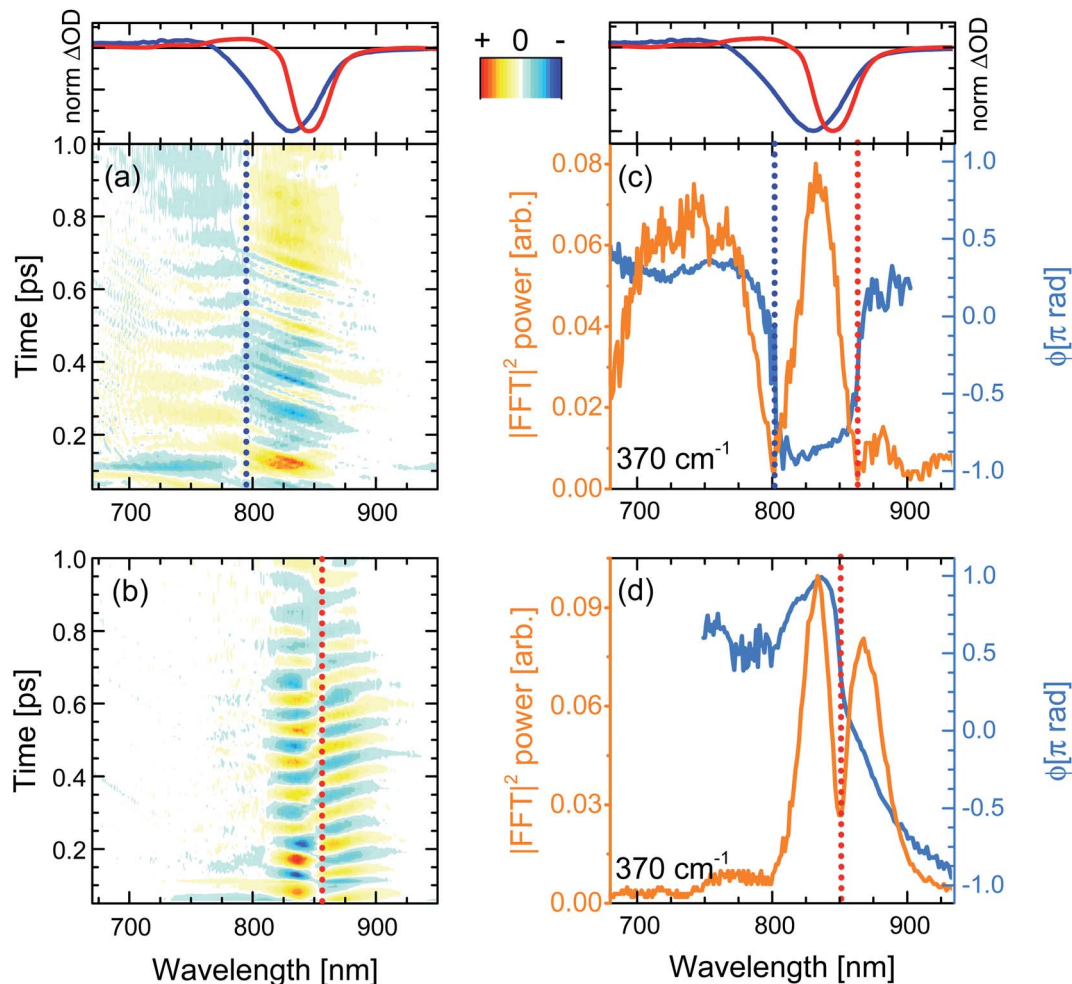 norm ΔOD
+ 0 -
norm ΔOD
(a)
Time [ps]
1.0
0.8
0.6
0.4
0.2
700 800 900
(c)
|FFT|² power [arb.]
0.08
0.06
0.04
0.02
0.00
370 cm⁻¹
1.0
0.5
0.0
-0.5
-1.0
ϕ[π rad]
700 800 900
(b)
Time [ps]
1.0
0.8
0.6
0.4
0.2
700 800 900
Wavelength [nm]
(d)
|FFT|² power [arb.]
0.09
0.06
0.03
0.00
370 cm⁻¹
1.0
0.5
0.0
-0.5
-1.0
ϕ[π rad]
700 800 900
Wavelength [nm]